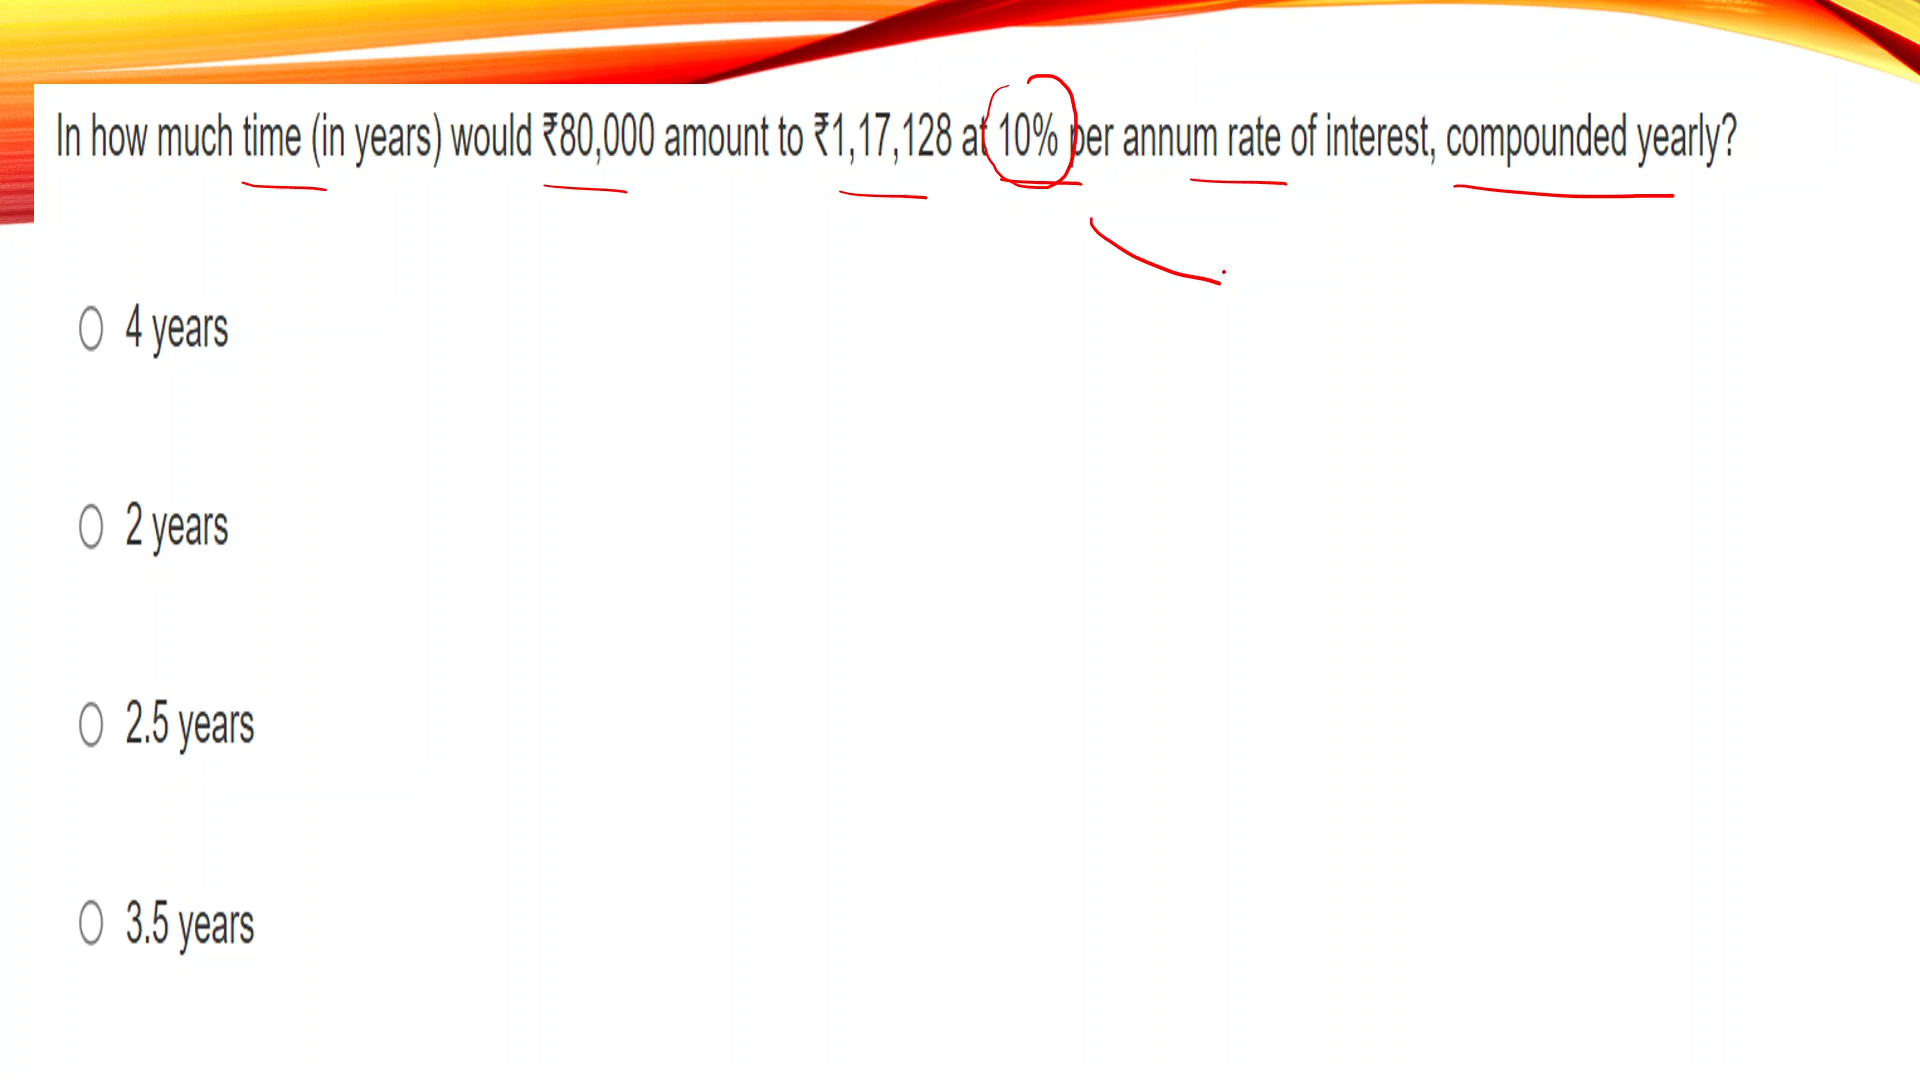 In how much time (in years) would ₹80,000 amount to ₹1,17,128 at 10% per annum rate of interest, compounded yearly?
4 years
2 years
2.5 years
3.5 years